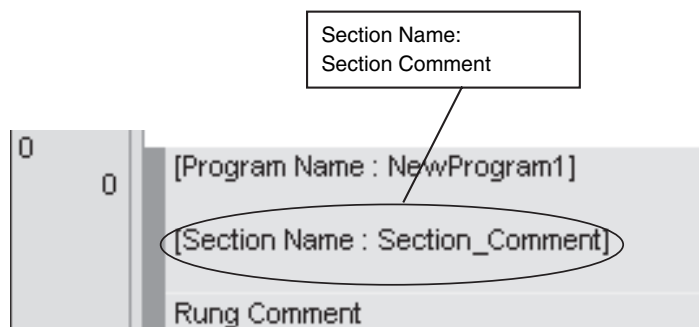 Section Name:
Section Comment
0
0
[Program Name : NewProgram1]
[Section Name : Section_Comment]
Rung Comment